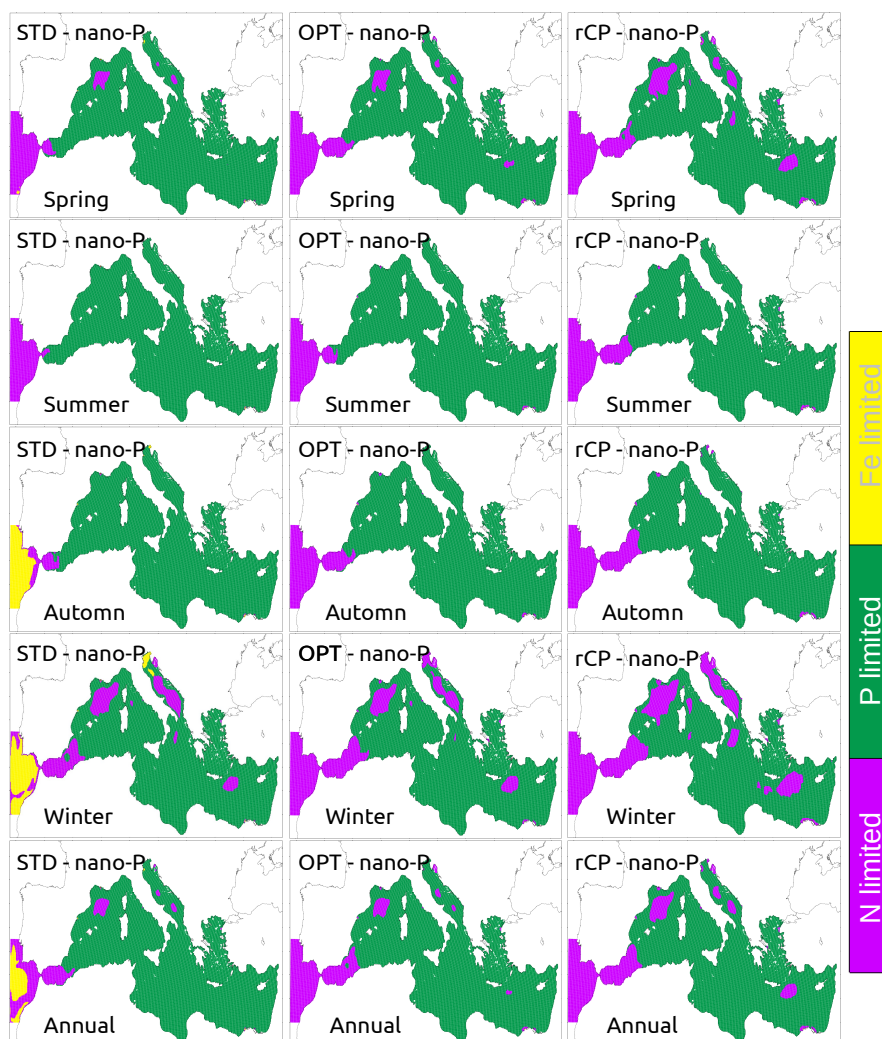 STD - nano-P
OPT - nano-P
rCP - nano-P
Spring
Spring
Spring
STD - nano-P
OPT - nano-P
rCP - nano-P
Summer
Summer
Summer
STD - nano-P
OPT - nano-P
rCP - nano-P
Automn
Automn
Automn
STD - nano-P
OPT - nano-P
rCP - nano-P
Winter
Winter
Winter
STD - nano-P
OPT - nano-P
rCP - nano-P
Annual
Annual
Annual
Fe limited
P limited
N limited